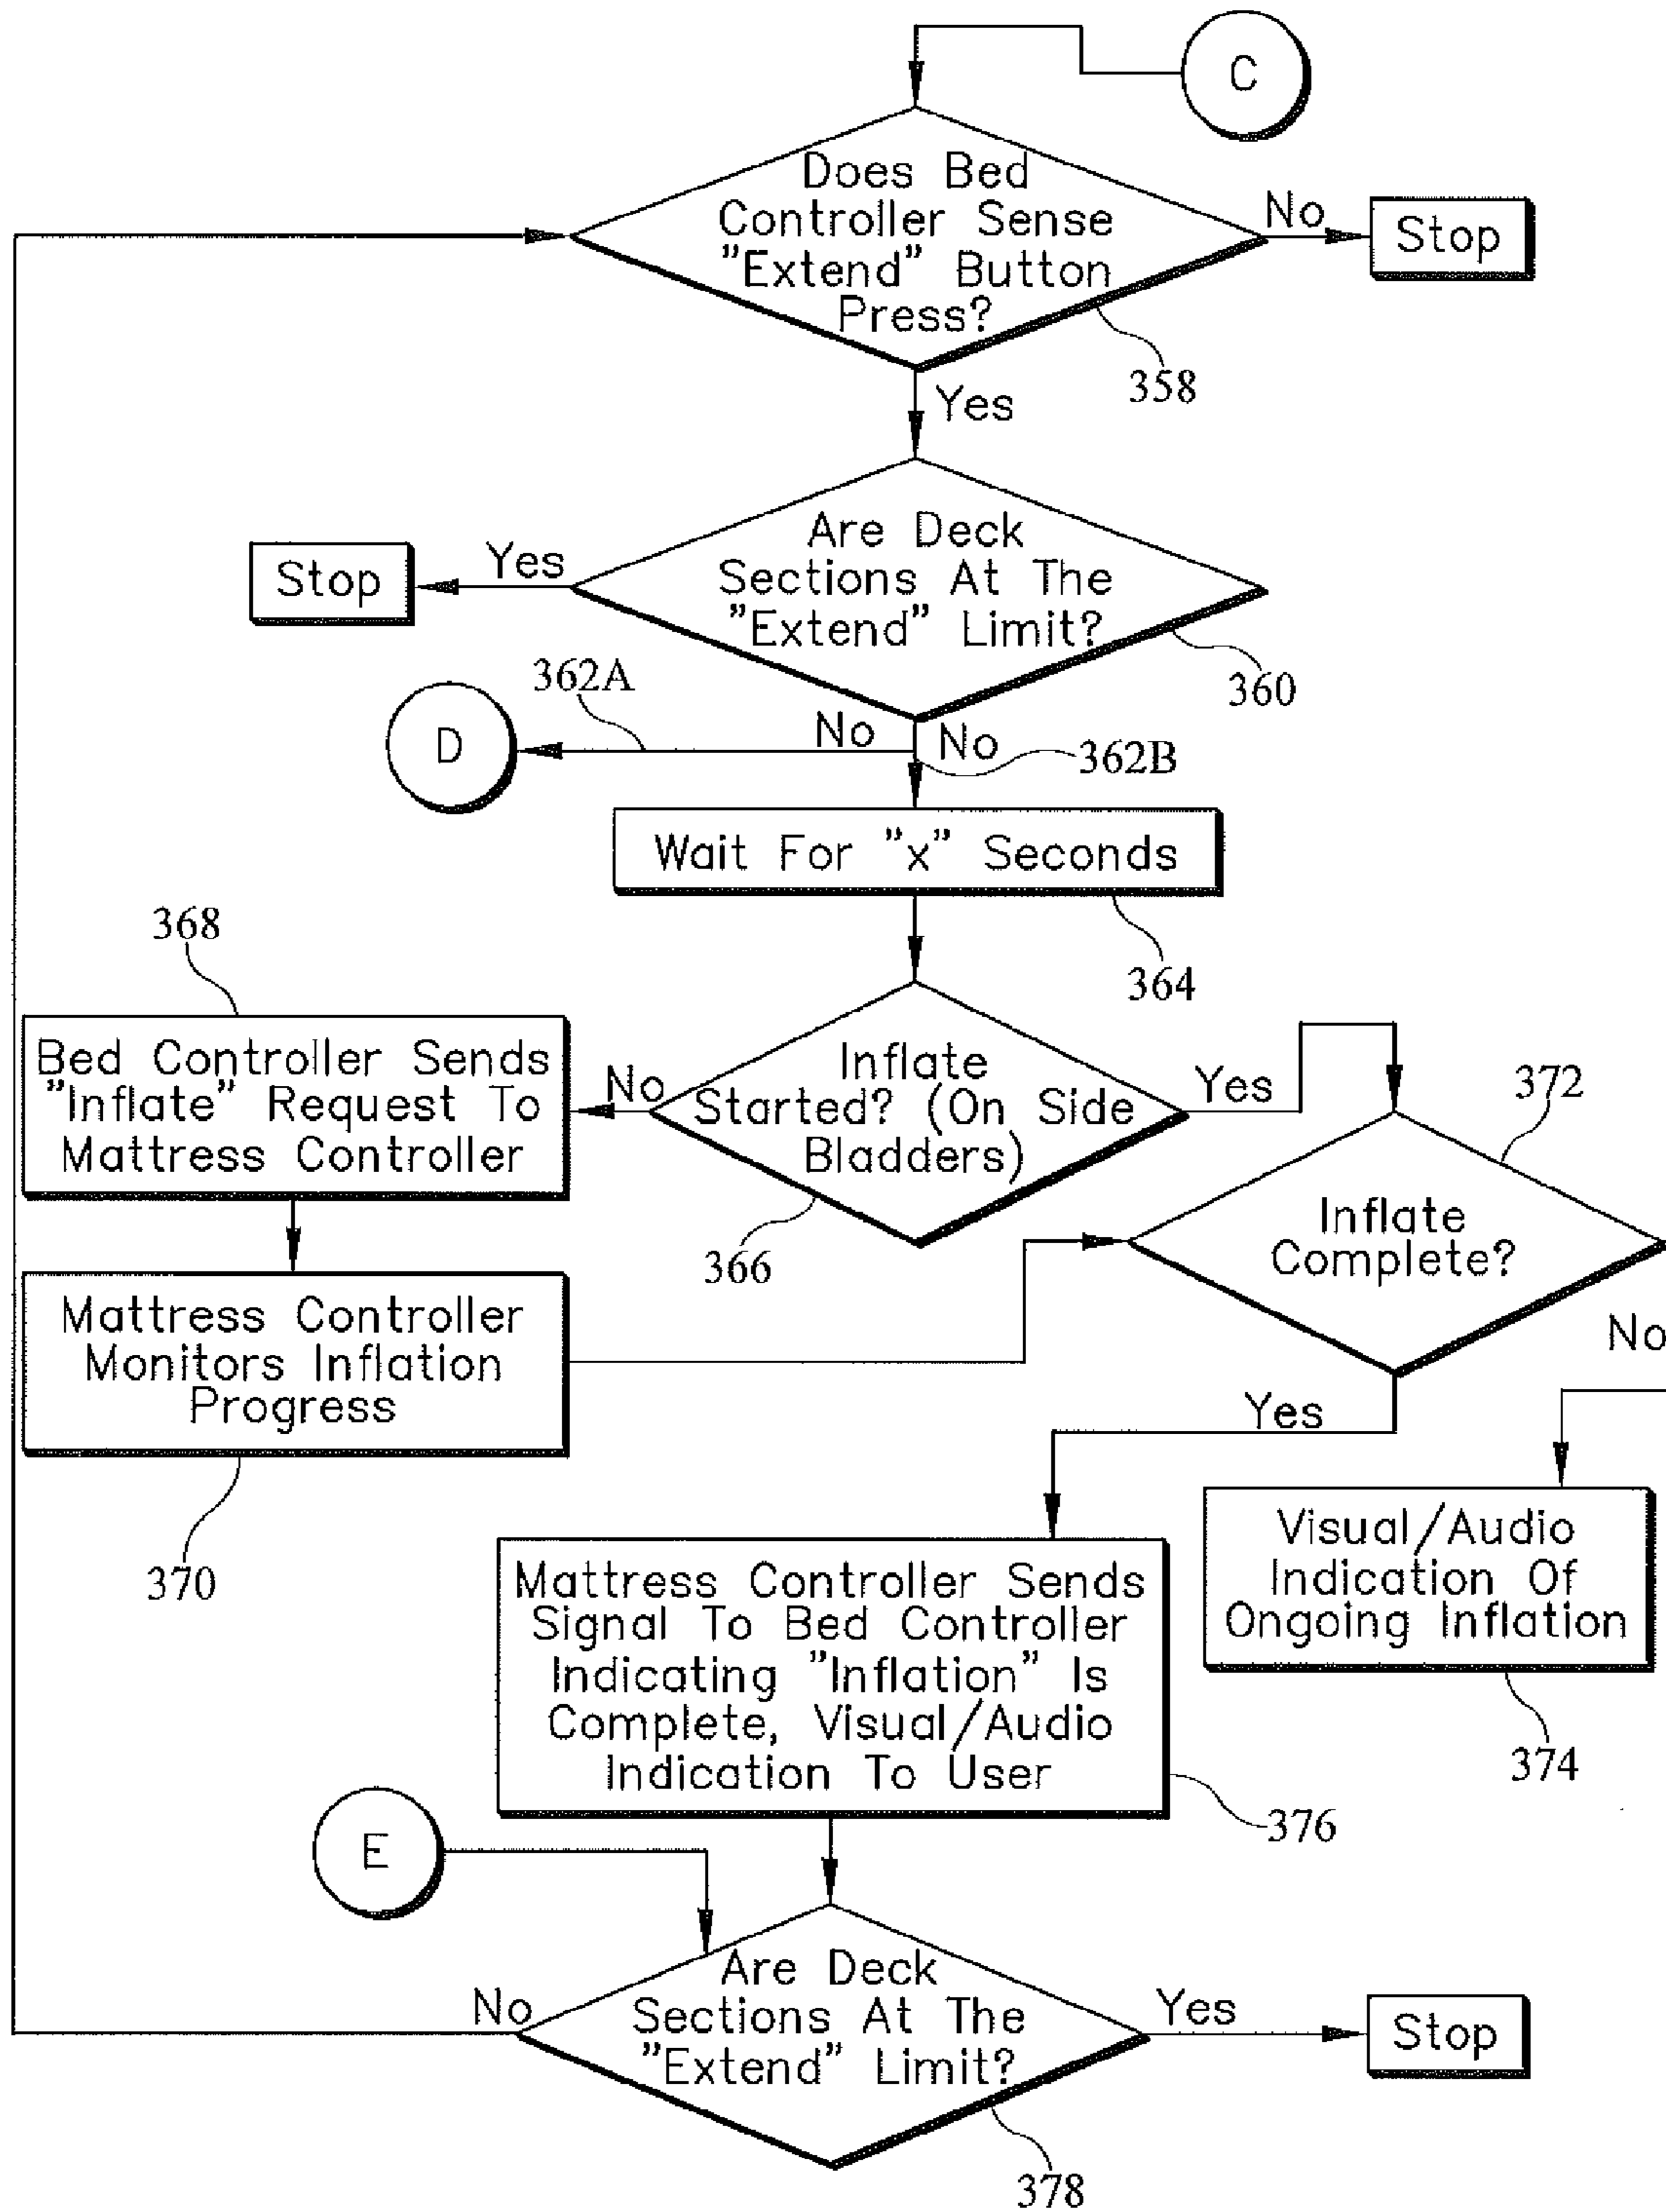 C
Does Bed
Controller Sense
"Extend" Button
Press?
No
Stop
358
Yes
Are Deck
Sections At The
"Extend" Limit?
Yes
Stop
360
362A
D
No
No
362B
Wait For "x" Seconds
364
368
Bed Controller Sends
"Inflate" Request To
Mattress Controller
No
Inflate
Started? (On Side
Bladders)
Yes
366
372
Inflate
Complete?
No
Mattress Controller
Monitors Inflation
Progress
370
Yes
Visual/Audio
Indication Of
Ongoing Inflation
374
Mattress Controller Sends
Signal To Bed Controller
Indicating "Inflation" Is
Complete, Visual/Audio
Indication To User
376
E
Are Deck
Sections At The
"Extend" Limit?
No
Yes
Stop
378